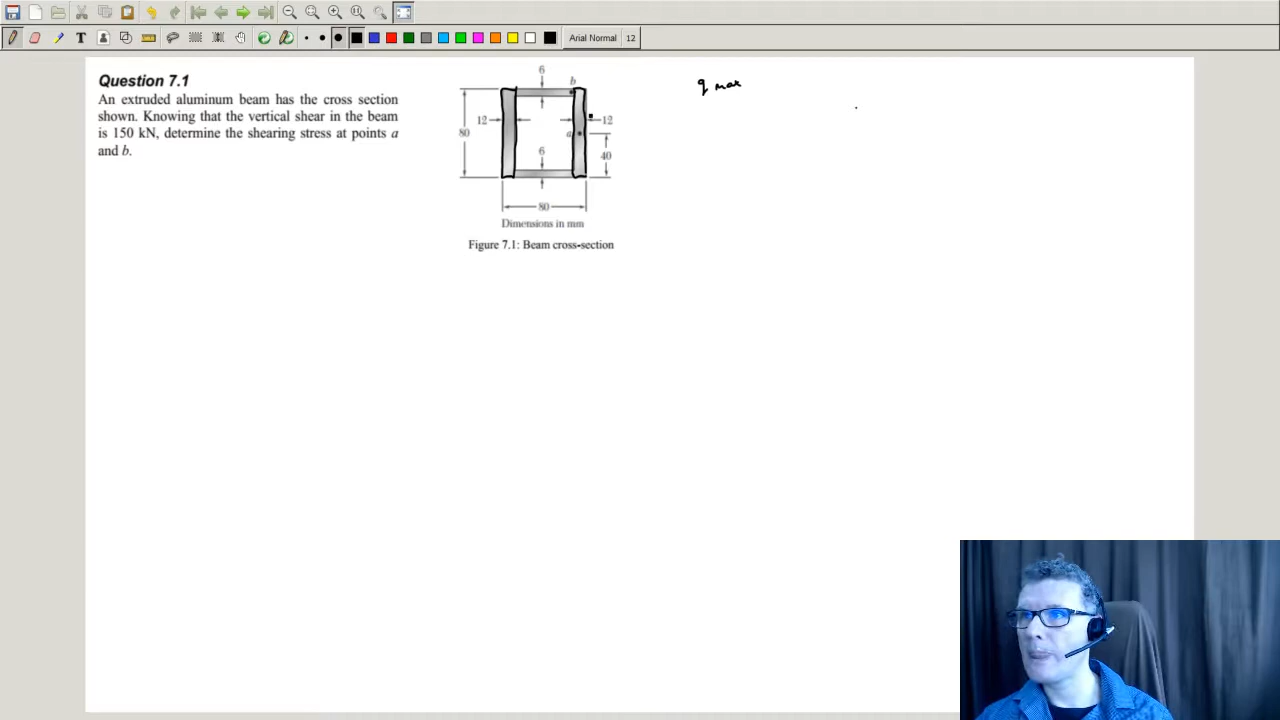 Arial Normal 12
Question 7.1
An extruded aluminum beam has the cross section
shown. Knowing that the vertical shear in the beam
is 150 kN, determine the shearing stress at points a
and b.
6
b
12
12
80
a
6
40
80
Dimensions in mm
Figure 7.1: Beam cross-section
q max